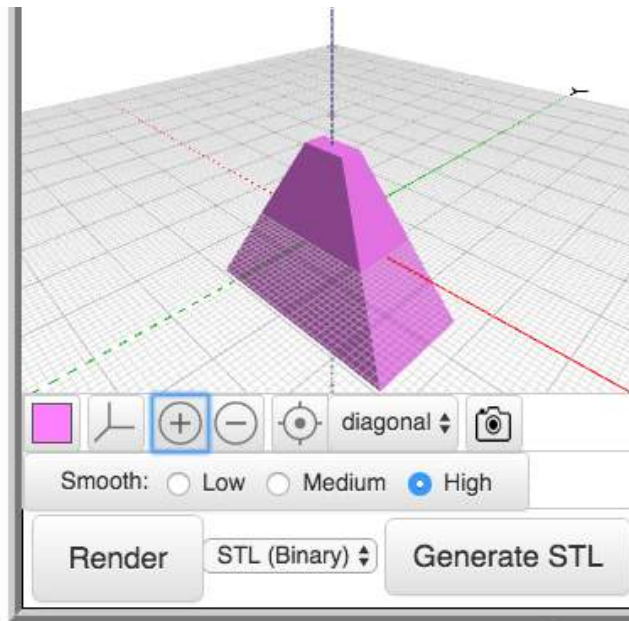 Y
diagonal
Smooth: Low Medium High
Render STL (Binary) Generate STL